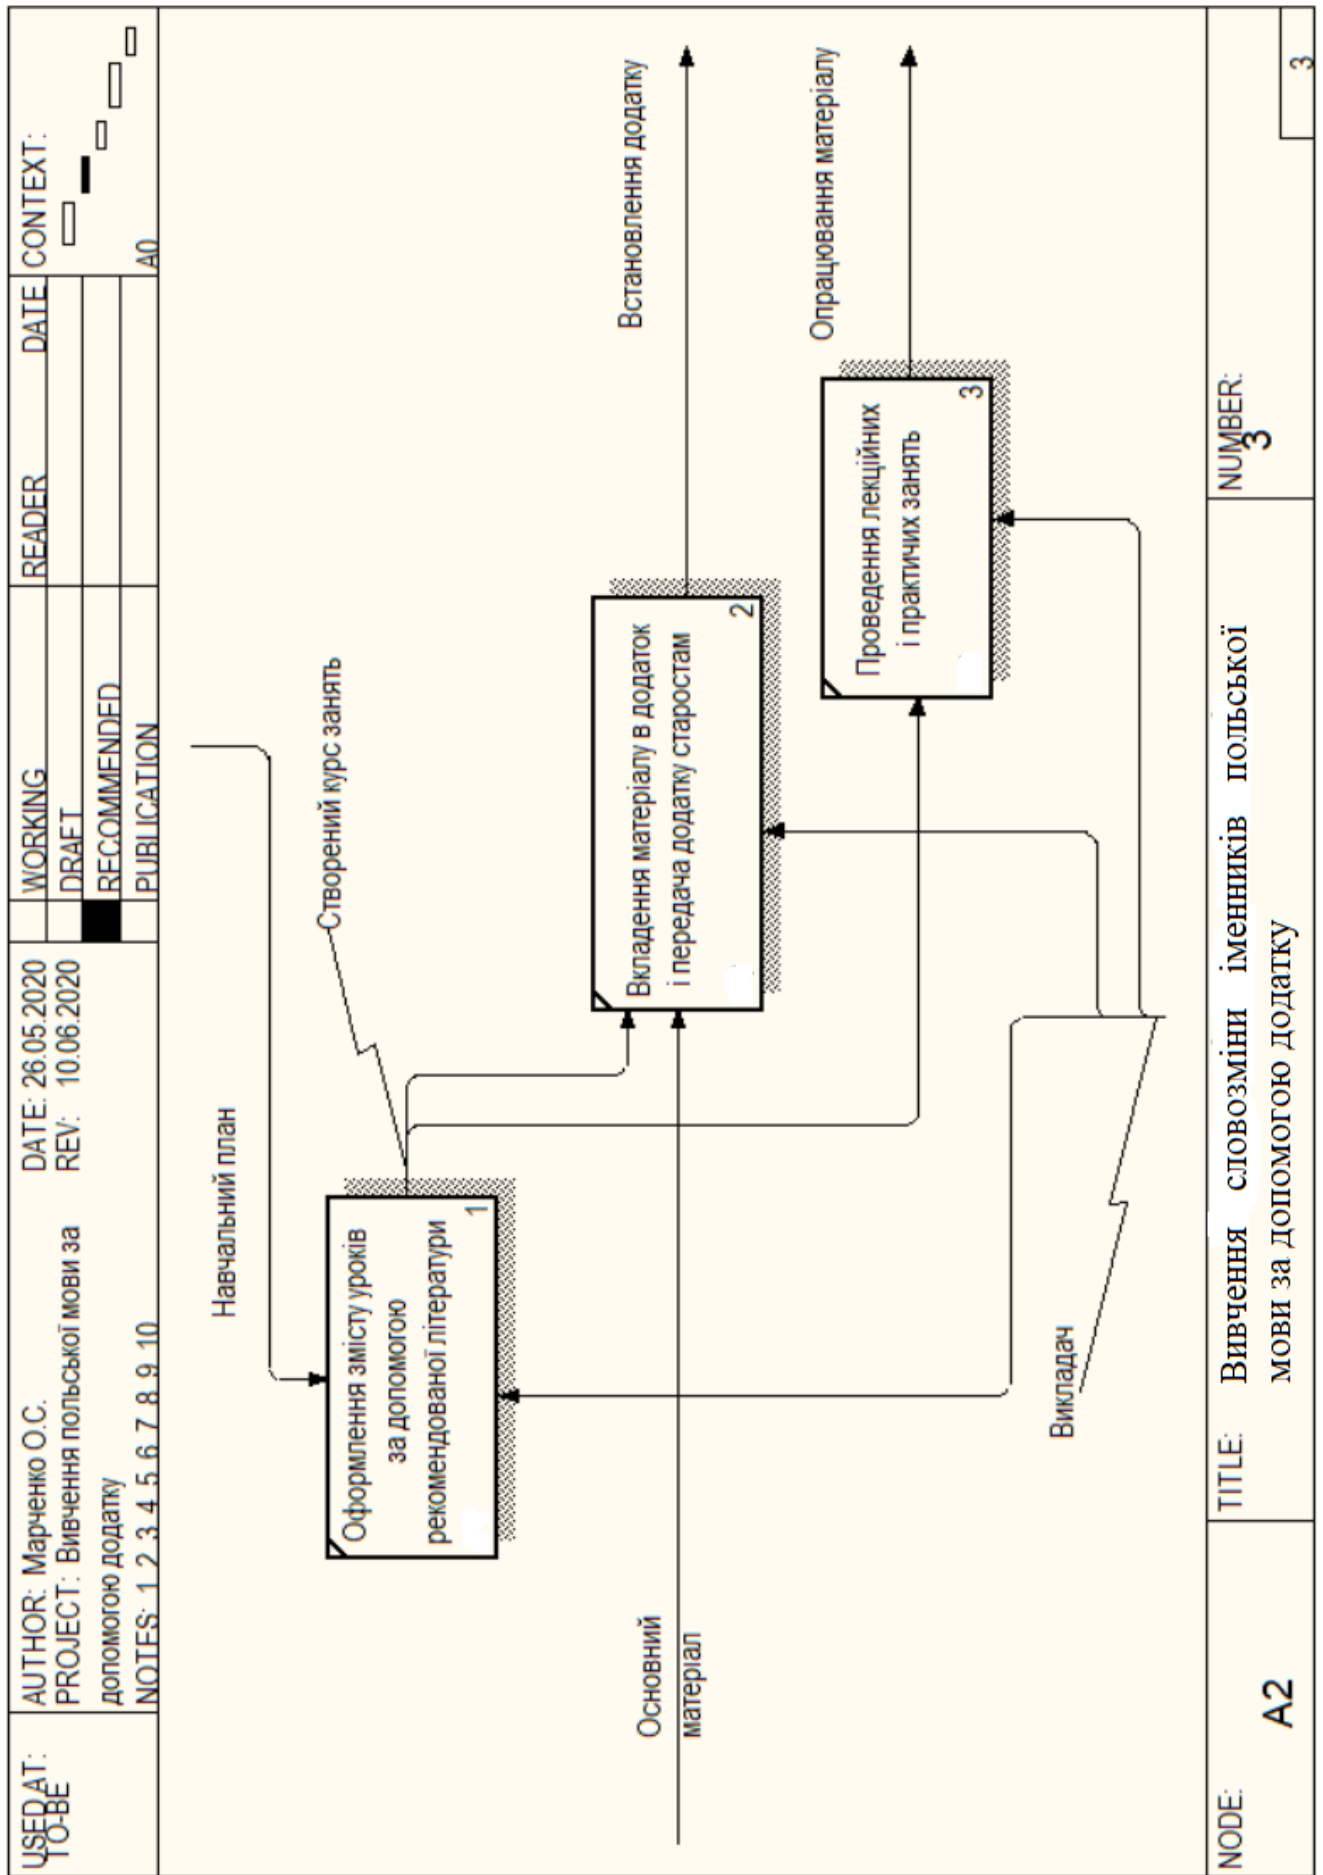 USED AT:
TO-BE
AUTHOR: Марченко О.С.
PROJECT: Вивчення польської мови за
допомогою додатку
NOTES: 1 2 3 4 5 6 7 8 9 10
DATE: 26.05.2020
REV: 10.06.2020
WORKING
DRAFT
RECOMMENDED
PUBLICATION
READER
DATE
CONTEXT:
A0
Навчальний план
Створений курс занять
Оформлення змісту уроків
за допомогою
рекомендованої літератури
1
Вкладення матеріалу в додаток
і передача додатку старостам
2
Встановлення додатку
Основний
матеріал
Проведення лекційних
і практичих занять
3
Опрацювання матеріалу
Викладач
NODE:
A2
TITLE:
Вивчення словозміни іменників польської
мови за допомогою додатку
NUMBER:
3
3